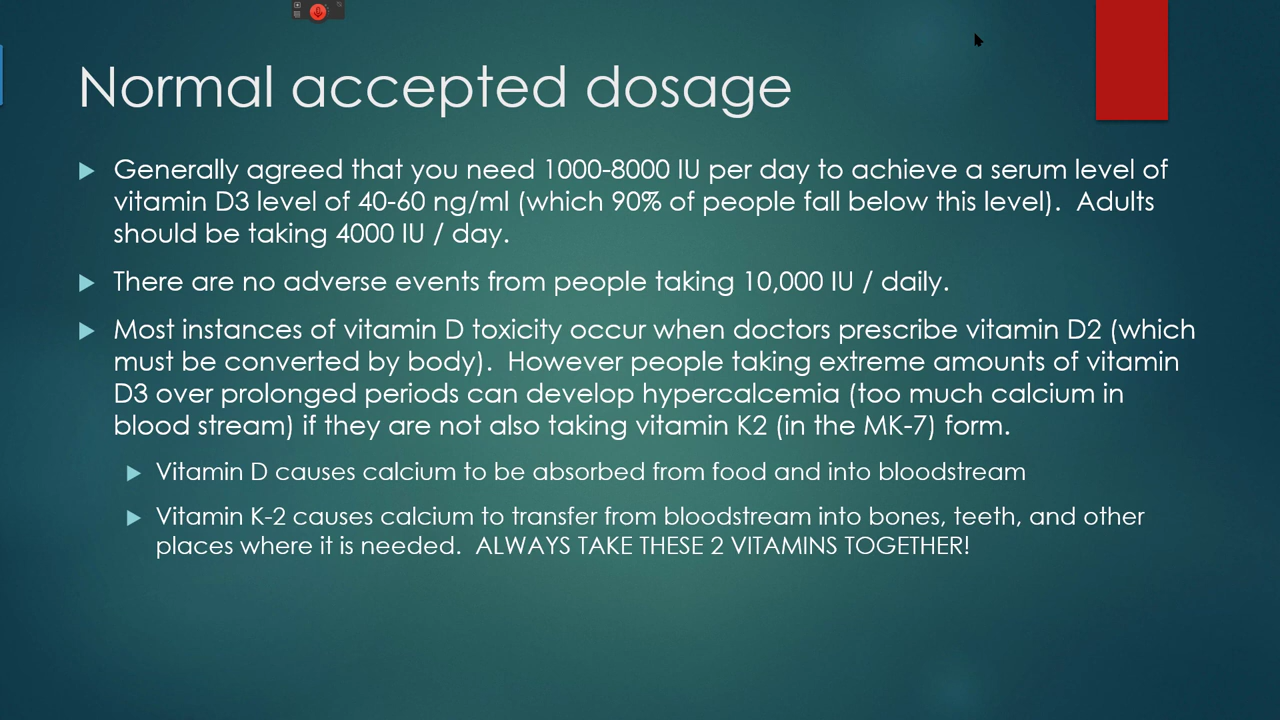 Normal accepted dosage
Generally agreed that you need 1000-8000 IU per day to achieve a serum level of
vitamin D3 level of 40-60 ng/ml (which 90% of people fall below this level).  Adults
should be taking 4000 IU / day.
There are no adverse events from people taking 10,000 IU / daily.
Most instances of vitamin D toxicity occur when doctors prescribe vitamin D2 (which
must be converted by body).  However people taking extreme amounts of vitamin
D3 over prolonged periods can develop hypercalcemia (too much calcium in
blood stream) if they are not also taking vitamin K2 (in the MK-7) form.
Vitamin D causes calcium to be absorbed from food and into bloodstream
Vitamin K-2 causes calcium to transfer from bloodstream into bones, teeth, and other
places where it is needed.  ALWAYS TAKE THESE 2 VITAMINS TOGETHER!